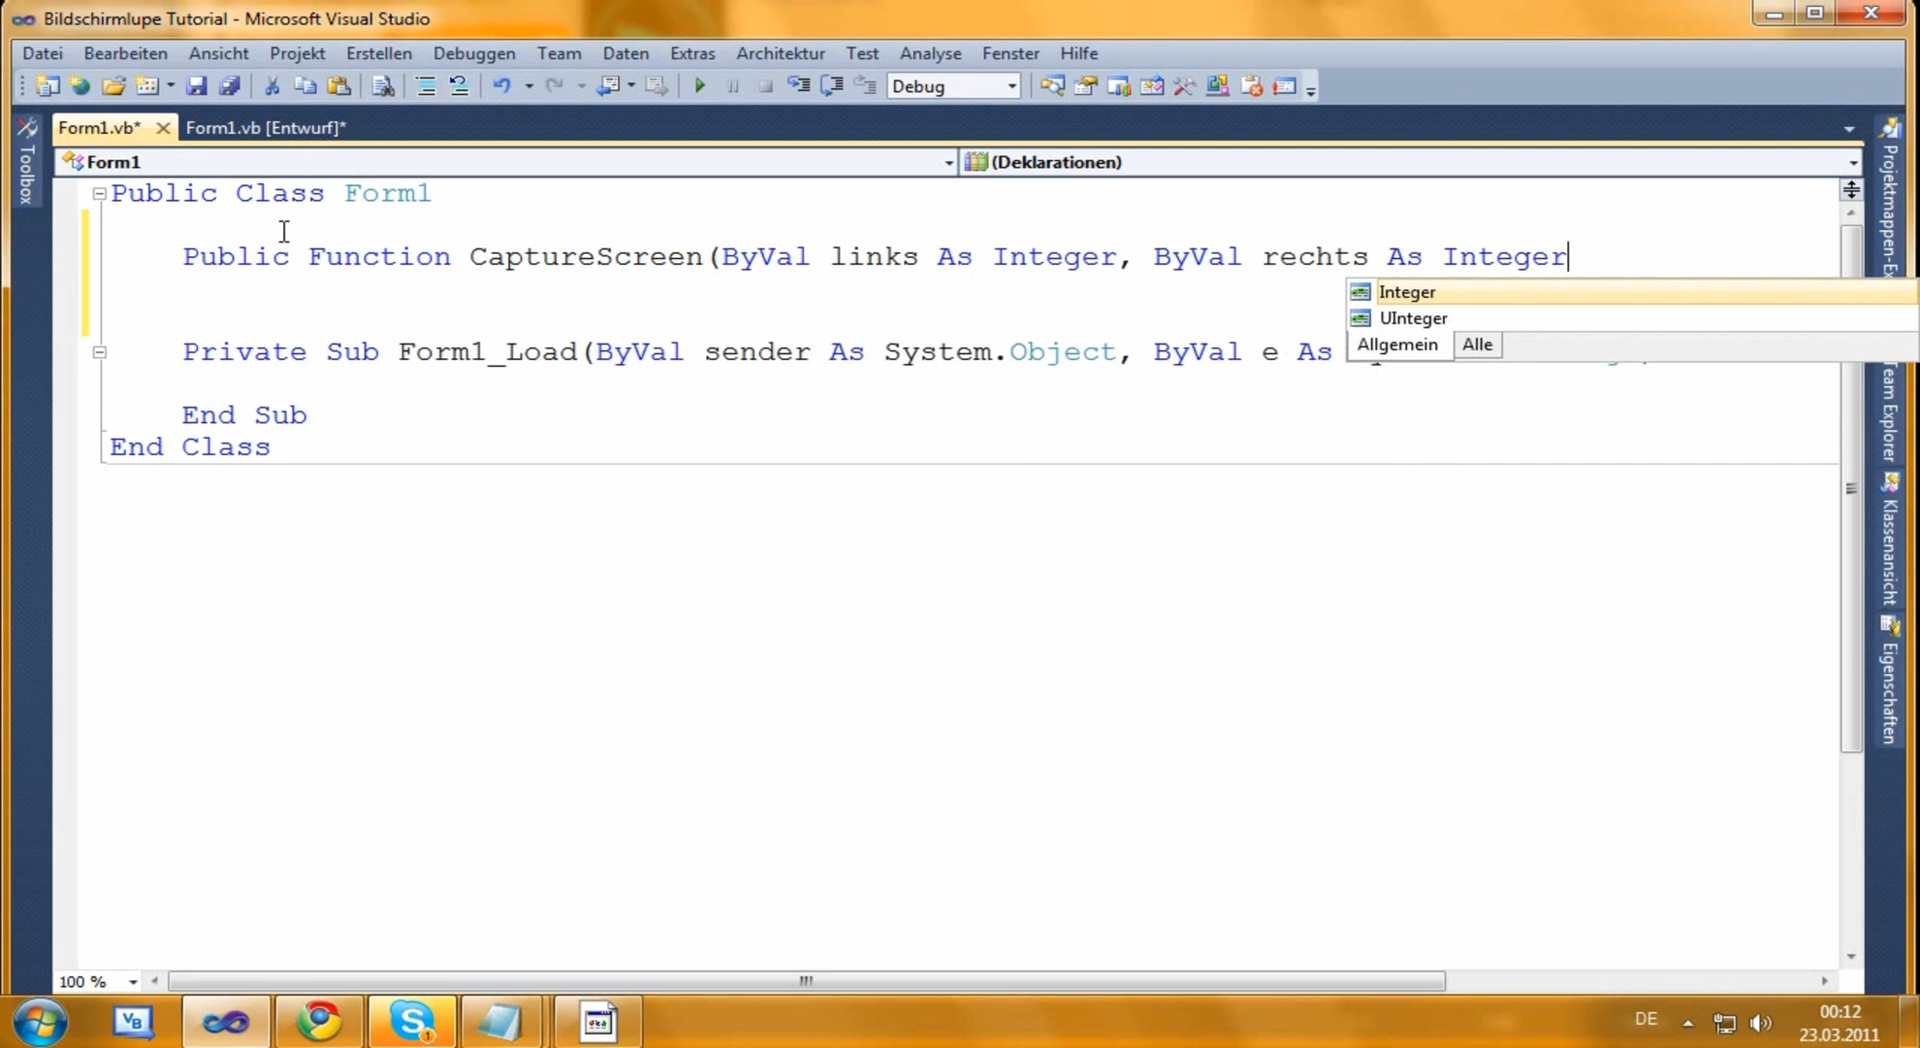 Bildschirmlupe Tutorial - Microsoft Visual Studio
Datei Bearbeiten Ansicht Projekt Erstellen Debuggen Team Daten Extras Architektur Test Analyse Fenster Hilfe
Debug
Form1.vb* Form1.vb [Entwurf]*
Form1 (Deklarationen)
Public Class Form1
Public Function CaptureScreen(ByVal links As Integer, ByVal rechts As Integer
Integer
UInteger
Allgemein Alle
Private Sub Form1_Load(ByVal sender As System.Object, ByVal e As
End Sub
End Class
Toolbox
Projektmappen-Ex
Team Explorer
Klassenansicht
Eigenschaften
100 %
VB
DE
00:12
23.03.2011